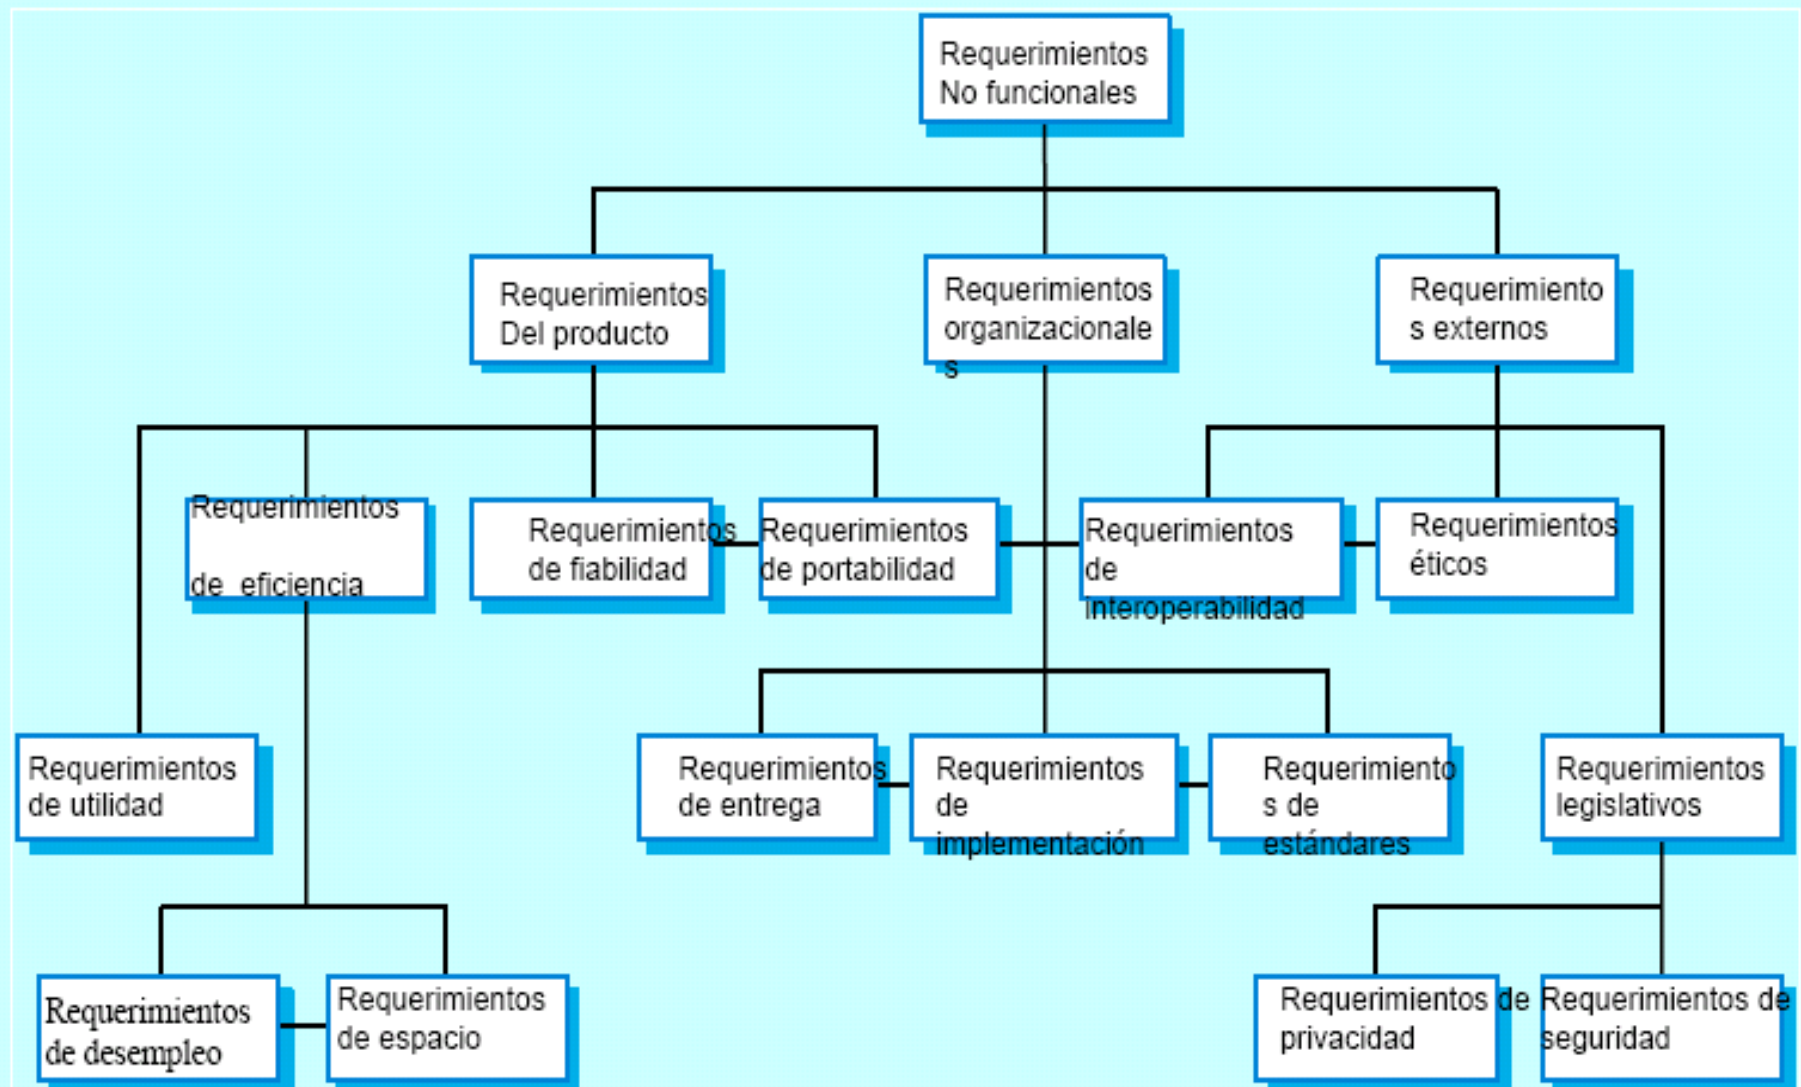 Requerimientos
No funcionales
Requerimientos
Del producto
Requerimientos
organizacionale
s
Requerimiento
s externos
Requerimientos
de  eficiencia
Requerimientos
de fiabilidad
Requerimientos
de portabilidad
Requerimientos
de
interoperabilidad
Requerimientos
éticos
Requerimientos
de utilidad
Requerimientos
de entrega
Requerimientos
de
implementación
Requerimiento
s de
estándares
Requerimientos
legislativos
Requerimientos
de desempleo
Requerimientos
de espacio
Requerimientos de
privacidad
Requerimientos de
seguridad